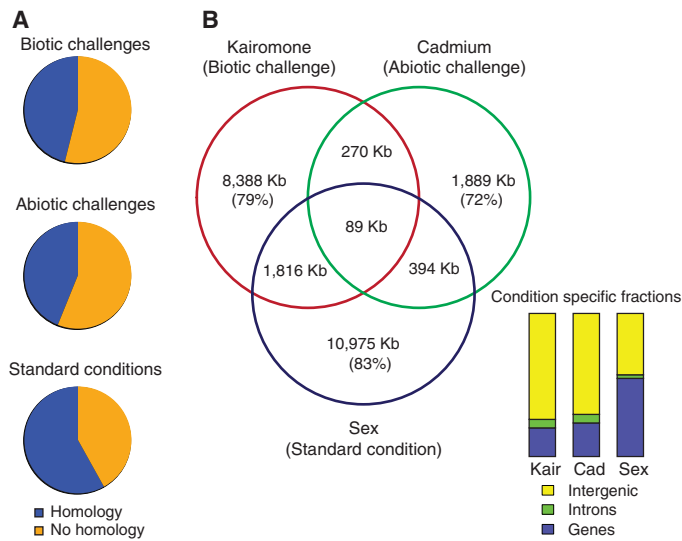 A
Biotic challenges
Abiotic challenges
Standard conditions
Homology
No homology
B
Kairomone
(Biotic challenge)
Cadmium
(Abiotic challenge)
270 Kb
8,388 Kb
(79%)
1,889 Kb
(72%)
89 Kb
1,816 Kb
394 Kb
10,975 Kb
(83%)
Sex
(Standard condition)
Condition specific fractions
Kair Cad Sex
Intergenic
Introns
Genes